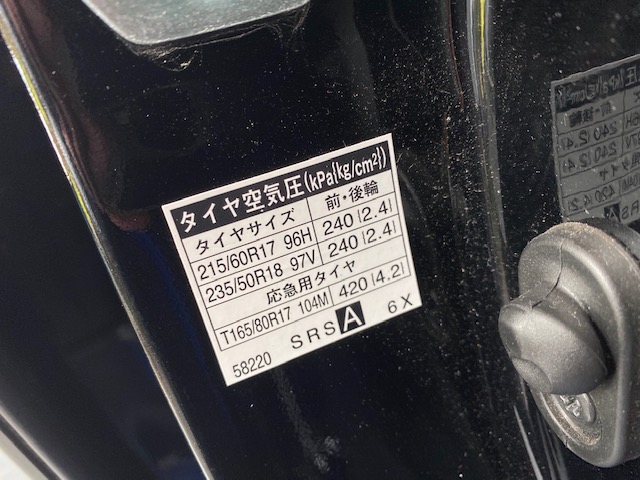 タイヤ空気圧(kPa{kg/cm²})
タイヤサイズ 前・後輪
215/60R17 96H 240{2.4}
235/50R18 97V 240{2.4}
応急用タイヤ
T165/80R17 104M 420{4.2}
58220 SRS A 6X